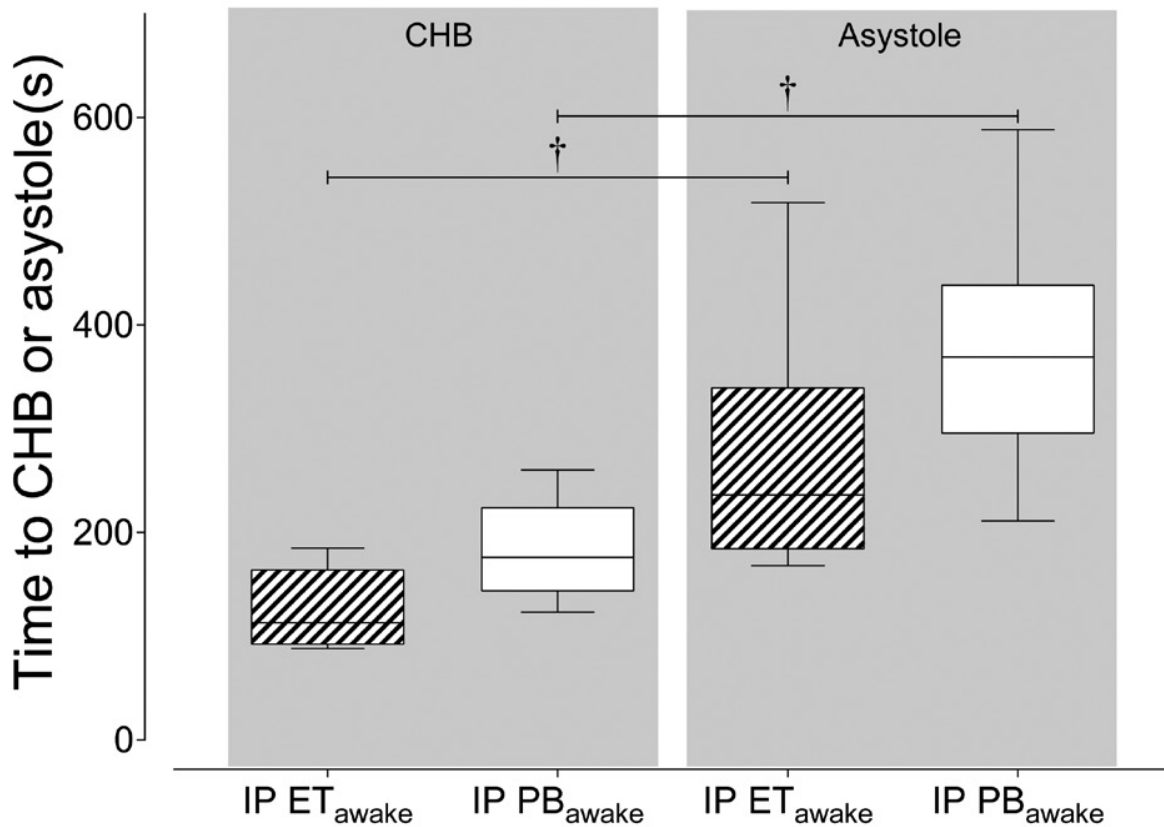 CHB
Asystole
†
†
Time to CHB or asystole(s)
600
400
200
0
IP ETawake
IP PBawake
IP ETawake
IP PBawake